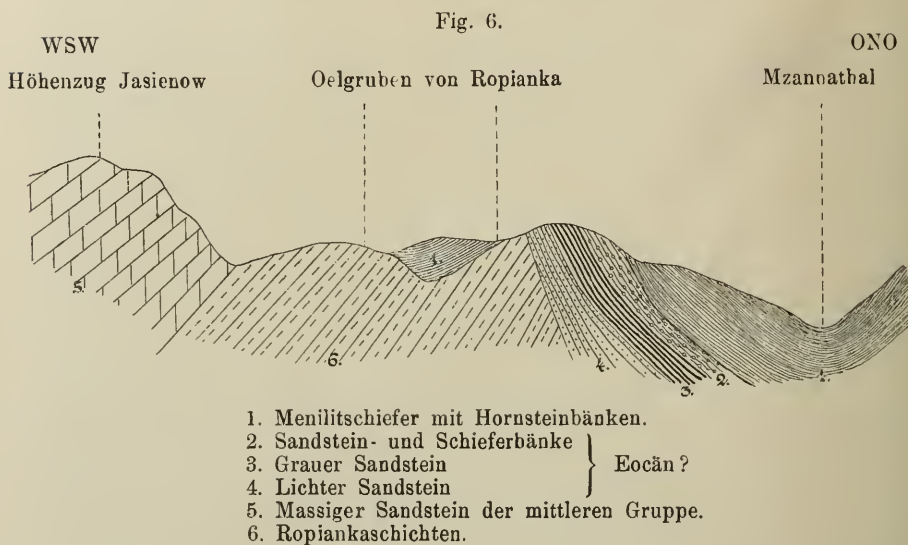 Fig. 6.
WSW ONO
Höhenzug Jasienow Oelgruben von Ropianka Mzannathal
1.
5.
6.
4.
3.
2.
1.
1. Menilitschiefer mit Hornsteinbänken.
2. Sandstein- und Schieferbänke
3. Grauer Sandstein } Eocän?
4. Lichter Sandstein
5. Massiger Sandstein der mittleren Gruppe.
6. Ropiankaschichten.